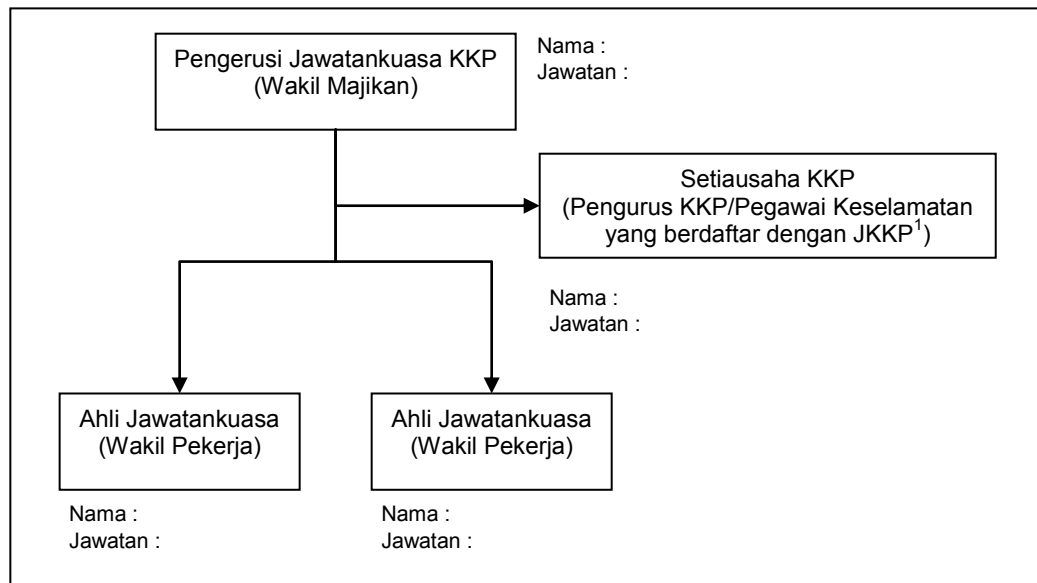 Pengerusi Jawatankuasa KKP
(Wakil Majikan)
Nama :
Jawatan :
Setiausaha KKP
(Pengurus KKP/Pegawai Keselamatan
yang berdaftar dengan JKKP¹)
Nama :
Jawatan :
Ahli Jawatankuasa
(Wakil Pekerja)
Nama :
Jawatan :
Ahli Jawatankuasa
(Wakil Pekerja)
Nama :
Jawatan :